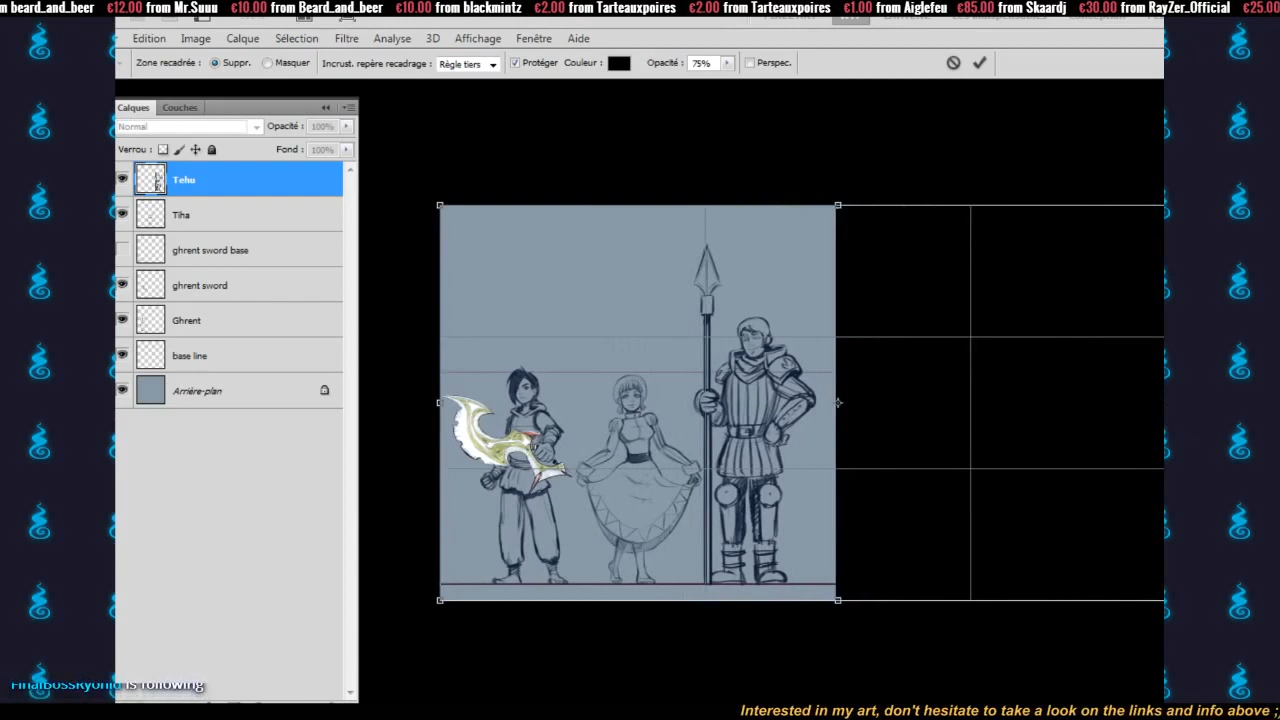 m beard_and_beer €12.00 from Mr.Suuu €10.00 from Beard_and_beer €10.00 from blackmintz €2.00 from Tarteauxpoires €2.00 from Tarteauxpoires €1.00 from Aiglefeu €85.00 from Skaardj €30.00 from RayZer_Official €25.00
Edition Image Calque Sélection Filtre Analyse 3D Affichage Fenêtre Aide
Zone recadrée : Suppr. Masquer Incrust. repère recadrage : Règle tiers Protéger Couleur : Opacité : 75% Perspec.
Calques Couches
Normal Opacité : 100%
Verrou : Fond : 100%
Tehu
Tiha
ghrent sword base
ghrent sword
Ghrent
base line
Arrière-plan
is following
Interested in my art, don't hesitate to take a look on the links and info above ;